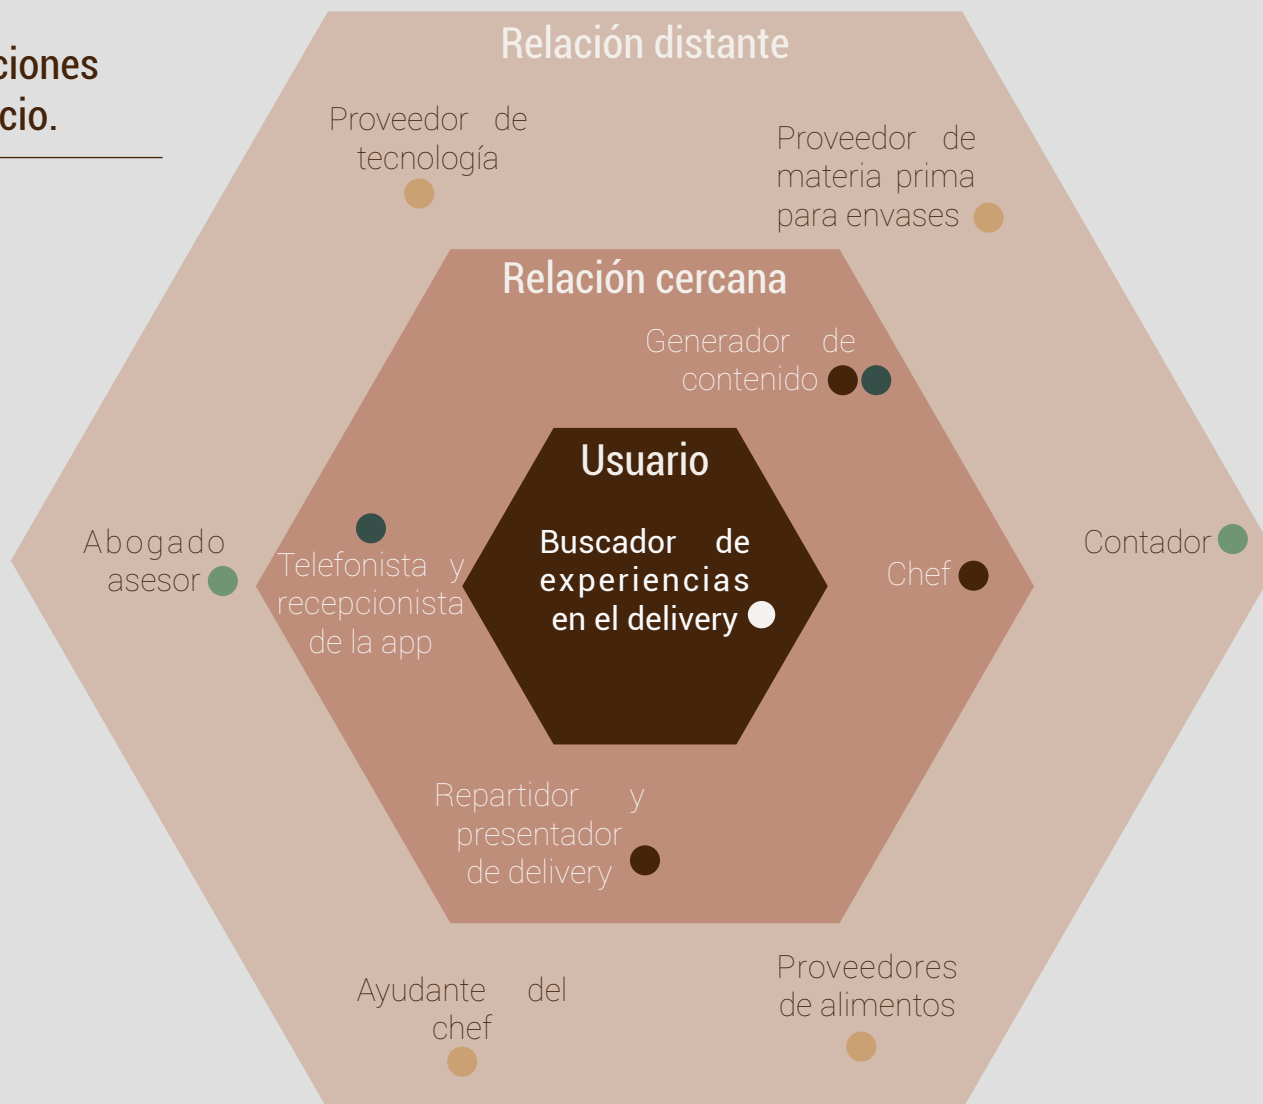 ciones
cio.
Relación distante
Proveedor de
tecnología
Proveedor de
materia prima
para envases
Relación cercana
Generador de
contenido
Usuario
Buscador de
experiencias
en el delivery
Abogado
asesor
Telefonista y
recepcionista
de la app
Chef
Contador
Repartidor y
presentador
de delivery
Ayudante del
chef
Proveedores
de alimentos